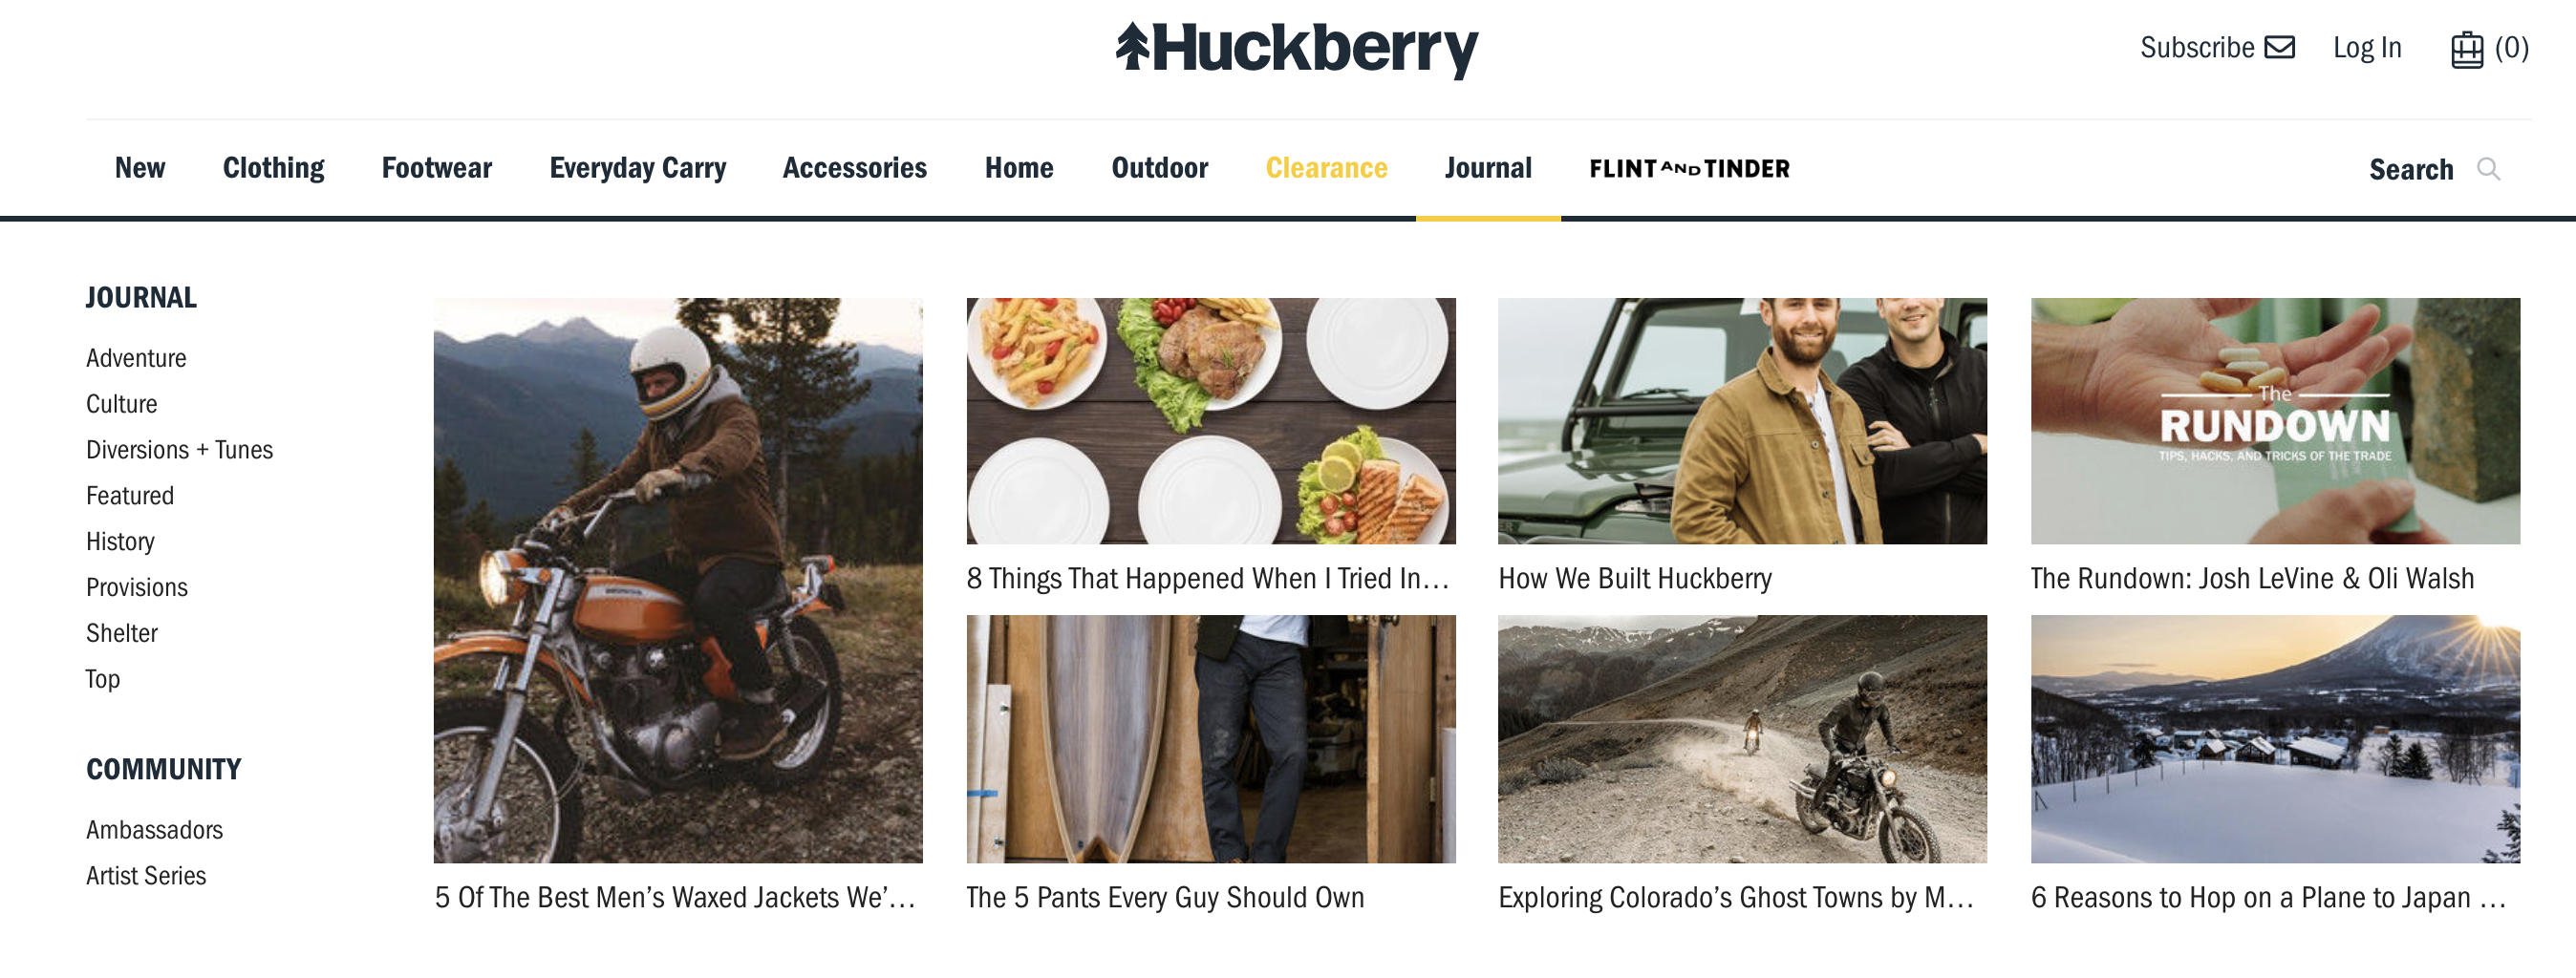 Huckberry
Subscribe
Log In
(0)
New
Clothing
Footwear
Everyday Carry
Accessories
Home
Outdoor
Clearance
Journal
FLINT AND TINDER
Search
JOURNAL
Adventure
Culture
Diversions + Tunes
Featured
History
Provisions
Shelter
Top
COMMUNITY
Ambassadors
Artist Series
HONDA
5 Of The Best Men’s Waxed Jackets We’…
8 Things That Happened When I Tried In…
The 5 Pants Every Guy Should Own
How We Built Huckberry
Exploring Colorado’s Ghost Towns by M…
The
RUNDOWN
TIPS, HACKS, AND TRICKS OF THE TRADE
The Rundown: Josh LeVine & Oli Walsh
6 Reasons to Hop on a Plane to Japan …